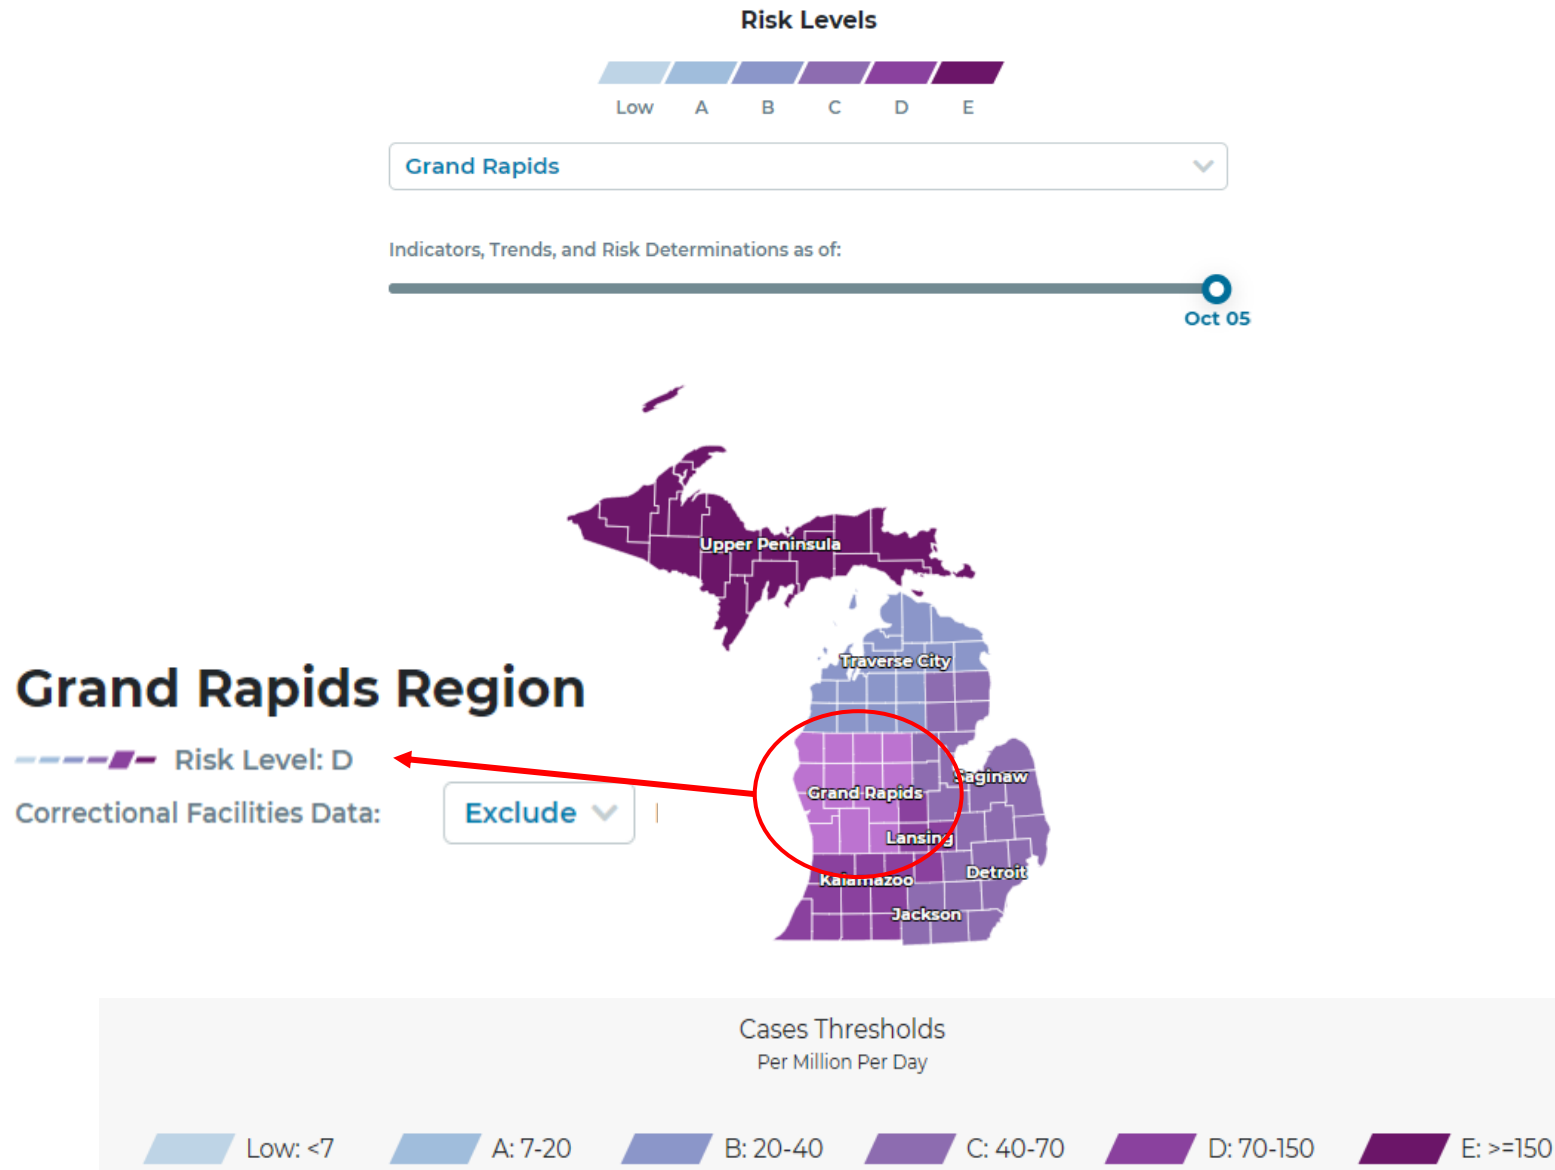 Risk Levels
Low A B C D E
Grand Rapids
Indicators, Trends, and Risk Determinations as of:
Oct 05
Upper Peninsula
Traverse City
Grand Rapids Region
Risk Level: D
Correctional Facilities Data: Exclude
Saginaw
Grand Rapids
Lansing
Detroit
Kalamazoo
Jackson
Cases Thresholds
Per Million Per Day
Low: <7 A: 7-20 B: 20-40 C: 40-70 D: 70-150 E: >=150